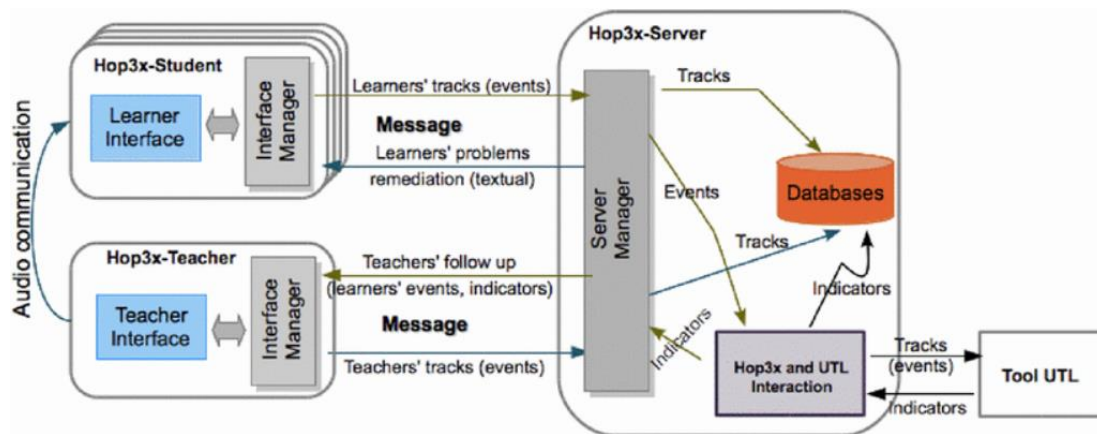 Hop3x-Server
Hop3x-Student
Learner
Interface
Interface
Manager
Audio communication
Learners' tracks (events)
Message
Learners' problems
remediation (textual)
Hop3x-Teacher
Teacher
Interface
Interface
Manager
Teachers' follow up
(learners' events, indicators)
Message
Teachers' tracks (events)
Server
Manager
Tracks
Events
Databases
Tracks
Indicators
Indicators
Hop3x and UTL
Interaction
Tracks
(events)
Indicators
Tool UTL